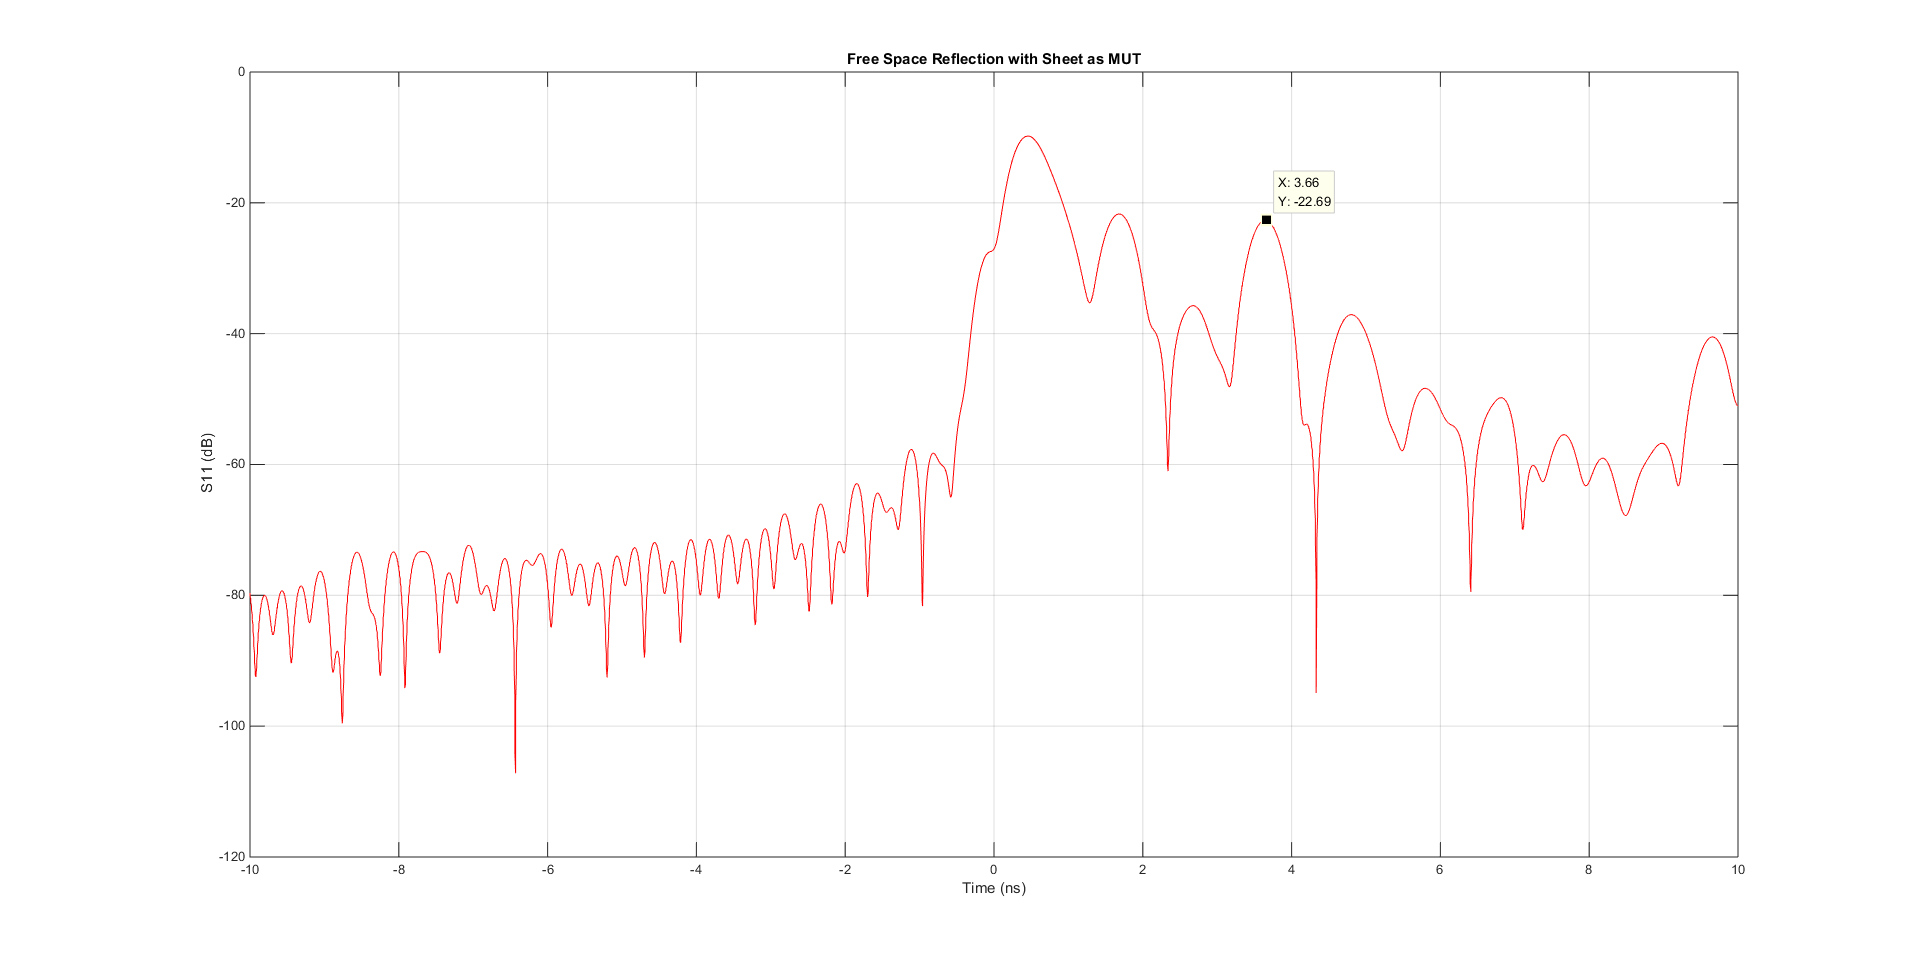 Free Space Reflection with Sheet as MUT
0
-20
-40
-60
-80
-100
-120
S11 (dB)
X: 3.66
Y: -22.69
-10 -8 -6 -4 -2 0 2 4 6 8 10
Time (ns)